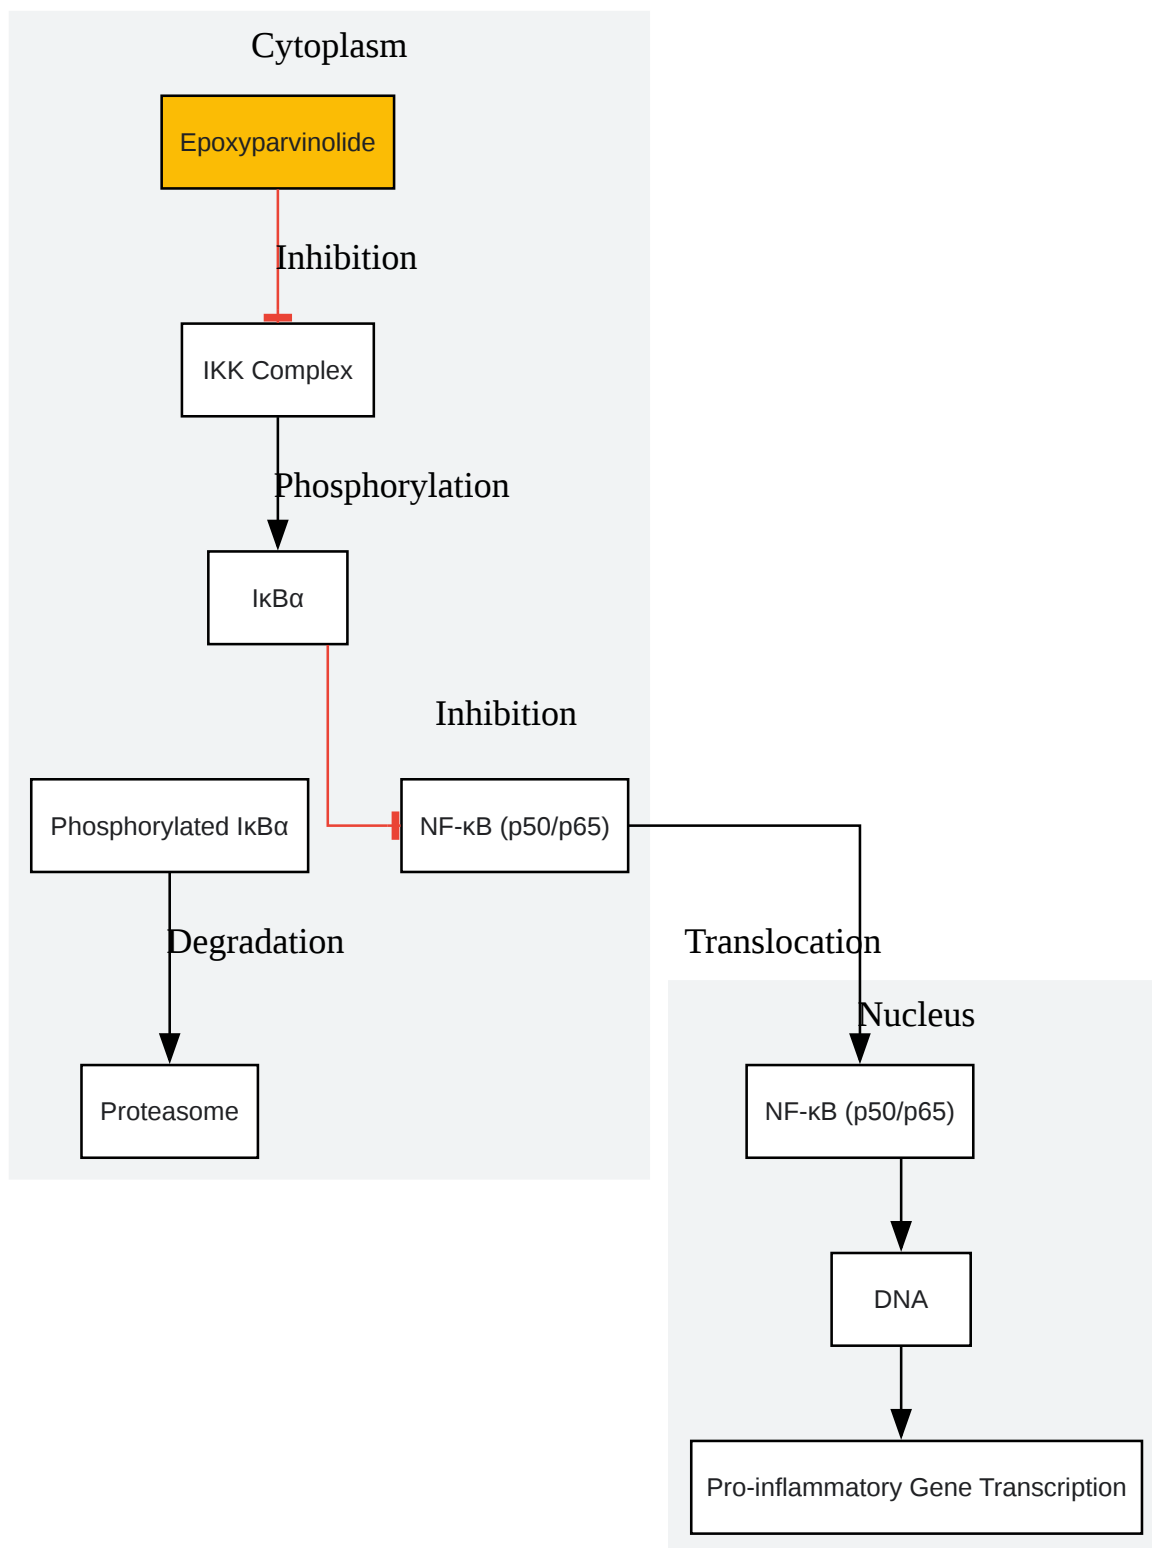 Cytoplasm
Epoxyparvinolide
Inhibition
IKK Complex
Phosphorylation
IκBα
Inhibition
Phosphorylated IκBα
NF-κB (p50/p65)
Degradation
Translocation
Nucleus
Proteasome
NF-κB (p50/p65)
DNA
Pro-inflammatory Gene Transcription